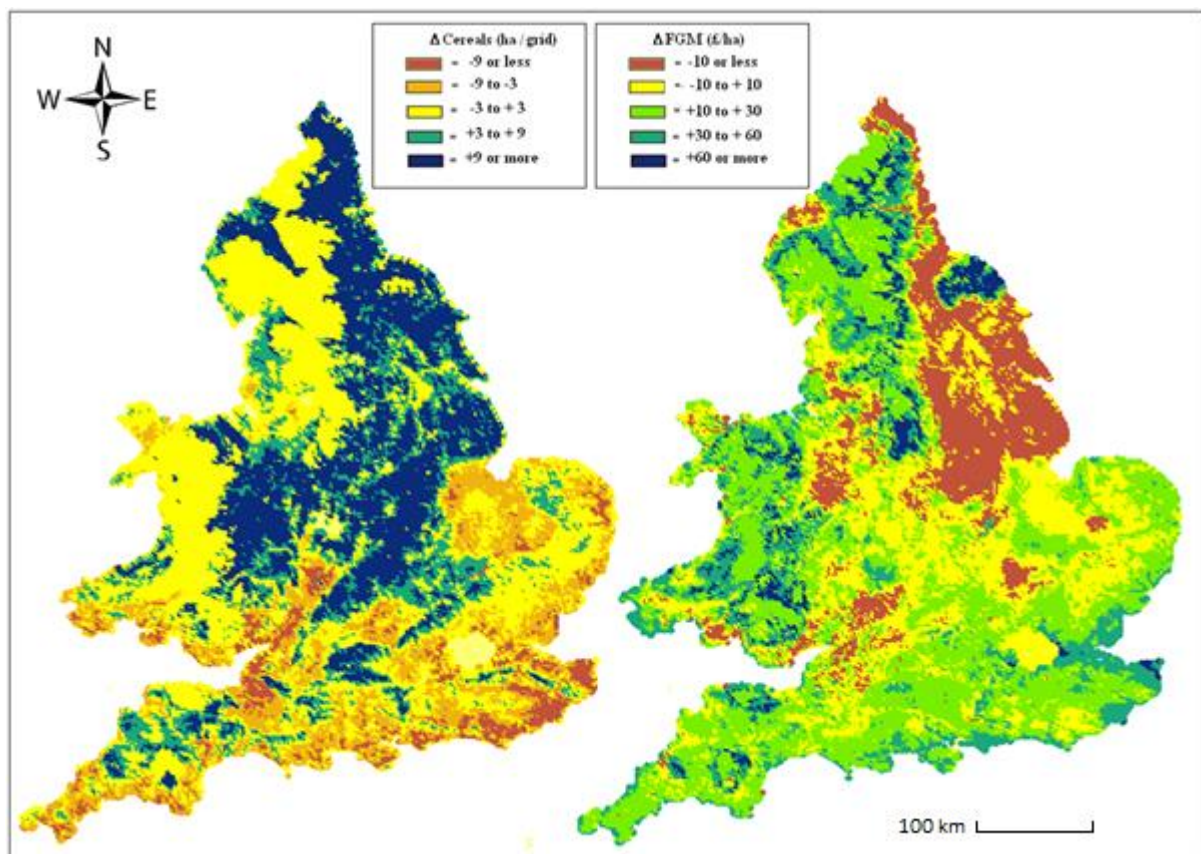 N
W E
S
Δ Cereals (ha / grid)
= -9 or less
= -9 to -3
= -3 to + 3
= +3 to + 9
= +9 or more
Δ FGM (£/ha)
= -10 or less
= -10 to + 10
= +10 to + 30
= +30 to + 60
= +60 or more
100 km